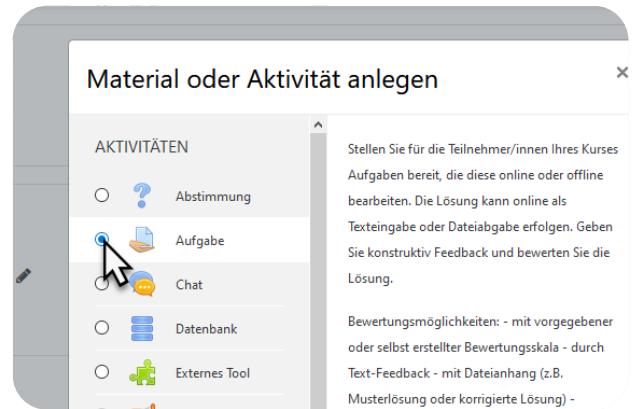 Material oder Aktivität anlegen
×
AKTIVITÄTEN
Abstimmung
Aufgabe
Chat
Datenbank
Externes Tool
Stellen Sie für die Teilnehmer/innen Ihres Kurses
Aufgaben bereit, die diese online oder offline
bearbeiten. Die Lösung kann online als
Texteingabe oder Dateiabgabe erfolgen. Geben
Sie konstruktiv Feedback und bewerten Sie die
Lösung.
Bewertungsmöglichkeiten: - mit vorgegebener
oder selbst erstellter Bewertungsskala - durch
Text-Feedback - mit Dateianhang (z.B.
Musterlösung oder korrigierte Lösung) -